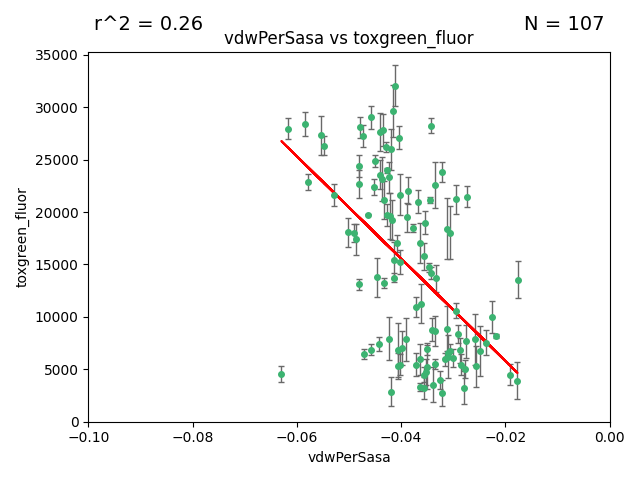 r^2 = 0.26
N = 107
vdwPerSasa vs toxgreen_fluor
35000
30000
25000
20000
15000
10000
5000
0
toxgreen_fluor
−0.10
−0.08
−0.06
−0.04
−0.02
0.00
vdwPerSasa